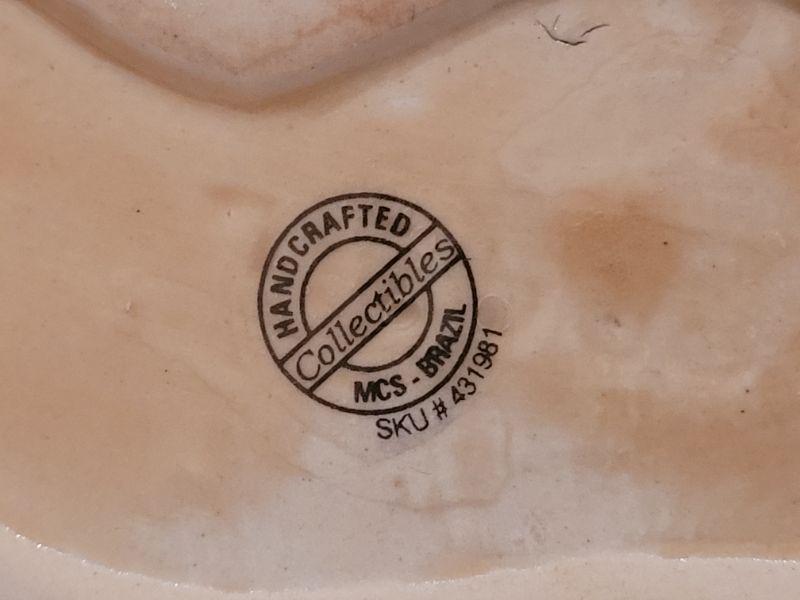 HANDCRAFTED
Collectibles
MCS - BRAZIL
SKU # 431981